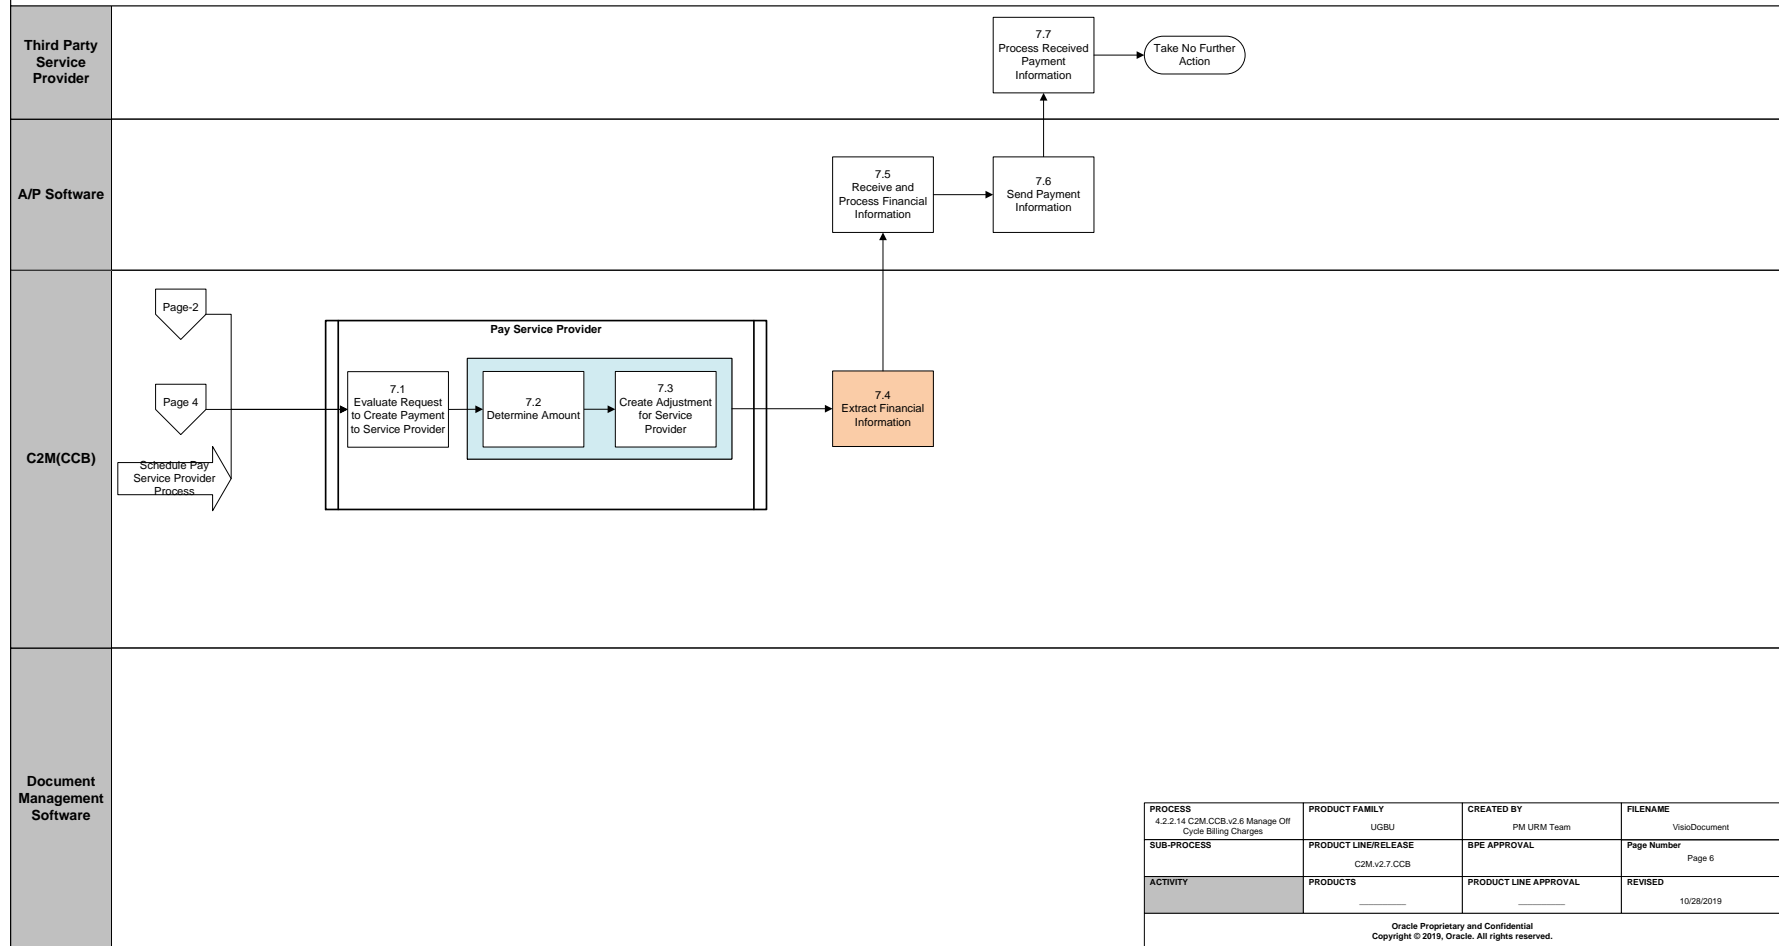 Third Party
Service
Provider
7.7
Process Received
Payment
Information
Take No Further
Action
A/P Software
7.5
Receive and
Process Financial
Information
7.6
Send Payment
Information
C2M(CCB)
Page-2
Page 4
Schedule Pay
Service Provider
Process
Pay Service Provider
7.1
Evaluate Request
to Create Payment
to Service Provider
7.2
Determine Amount
7.3
Create Adjustment
for Service
Provider
7.4
Extract Financial
Information
Document
Management
Software
PROCESS
4.2.2.14 C2M.CCB.v2.6 Manage Off
Cycle Billing Charges
PRODUCT FAMILY
UGBU
CREATED BY
PM URM Team
FILENAME
VisioDocument
SUB-PROCESS
PRODUCT LINE/RELEASE
C2M.v2.7.CCB
BPE APPROVAL
Page Number
Page 6
ACTIVITY
PRODUCTS
PRODUCT LINE APPROVAL
REVISED
10/28/2019
Oracle Proprietary and Confidential
Copyright © 2019, Oracle. All rights reserved.